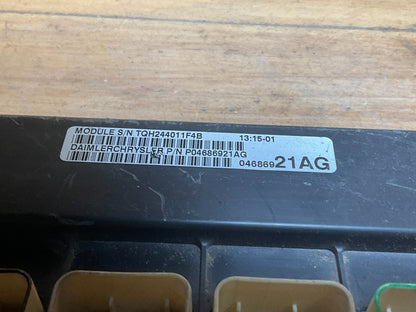 MODULE S/N TQH244011F4B 13:15-01
DAIMLERCHRYSLER P/N P04686921AG
0468692​1AG